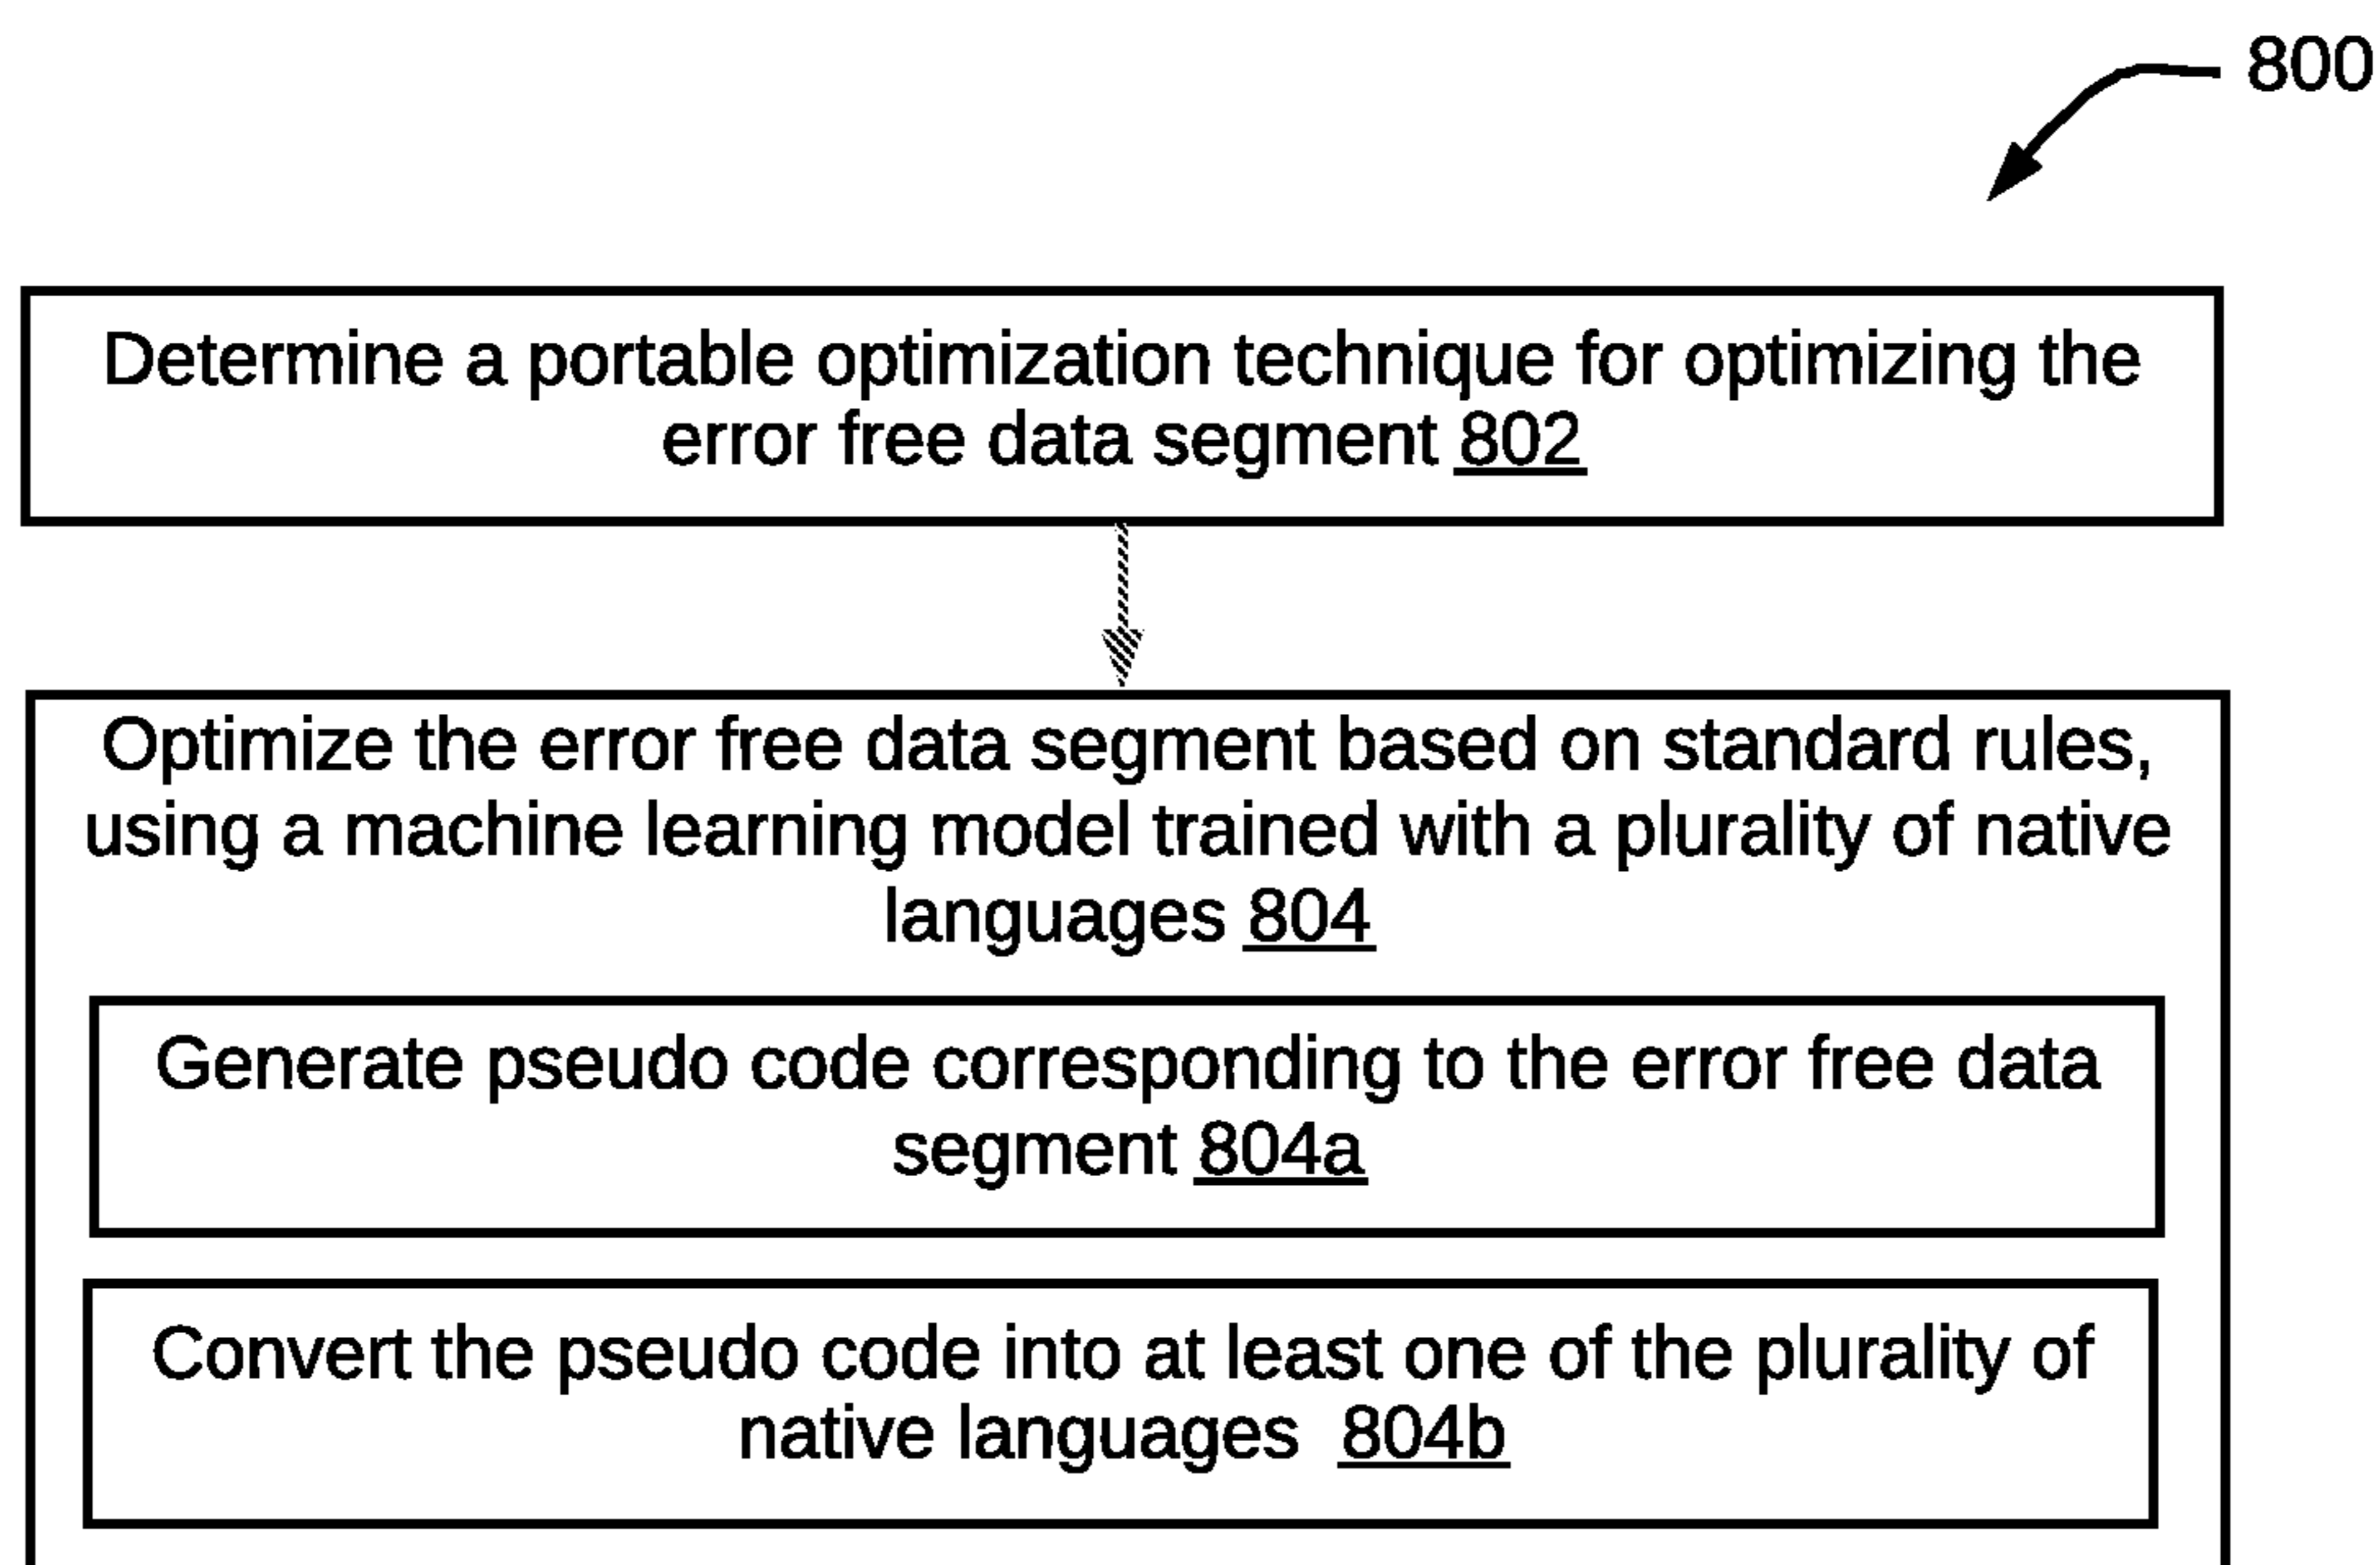 800
Determine a portable optimization technique for optimizing the
error free data segment 802
Optimize the error free data segment based on standard rules,
using a machine learning model trained with a plurality of native
languages 804
Generate pseudo code corresponding to the error free data
segment 804a
Convert the pseudo code into at least one of the plurality of
native languages 804b